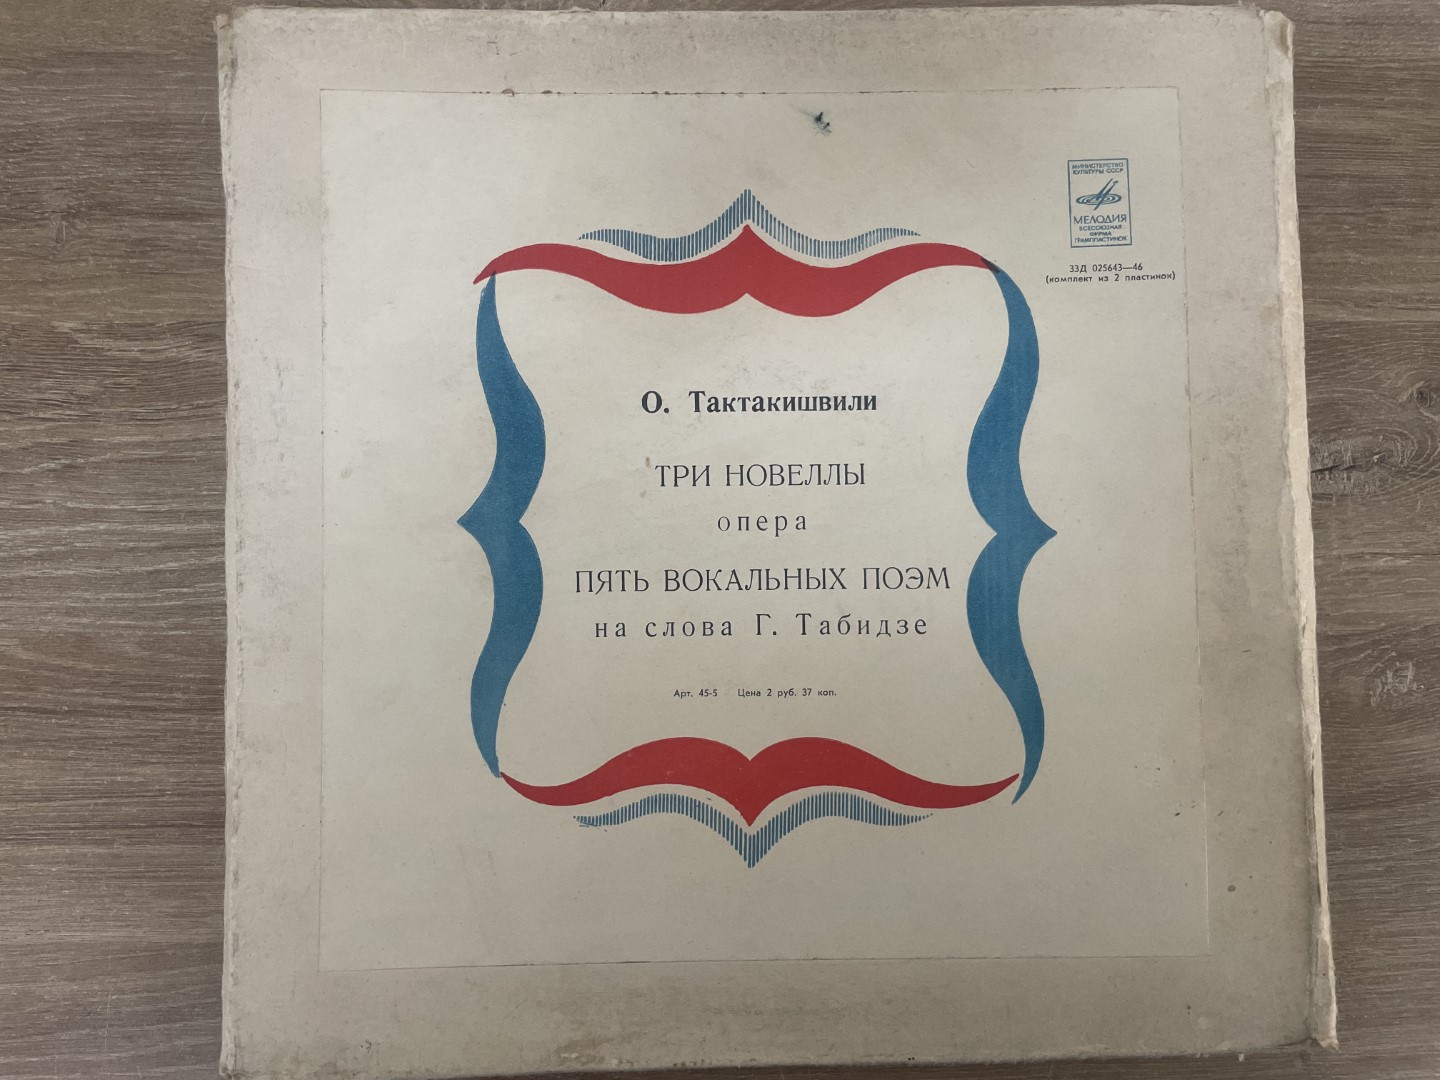 МИНИСТЕРСТВО
КУЛЬТУРЫ СССР
МЕЛОДИЯ
ВСЕСОЮЗНАЯ
ФИРМА
ГРАМПЛАСТИНОК
33Д 025643—46
(комплект из 2 пластинок)
О. Тактакишвили
ТРИ НОВЕЛЛЫ
опера
ПЯТЬ ВОКАЛЬНЫХ ПОЭМ
на слова Г. Табидзе
Арт. 45-5 Цена 2 руб. 37 коп.